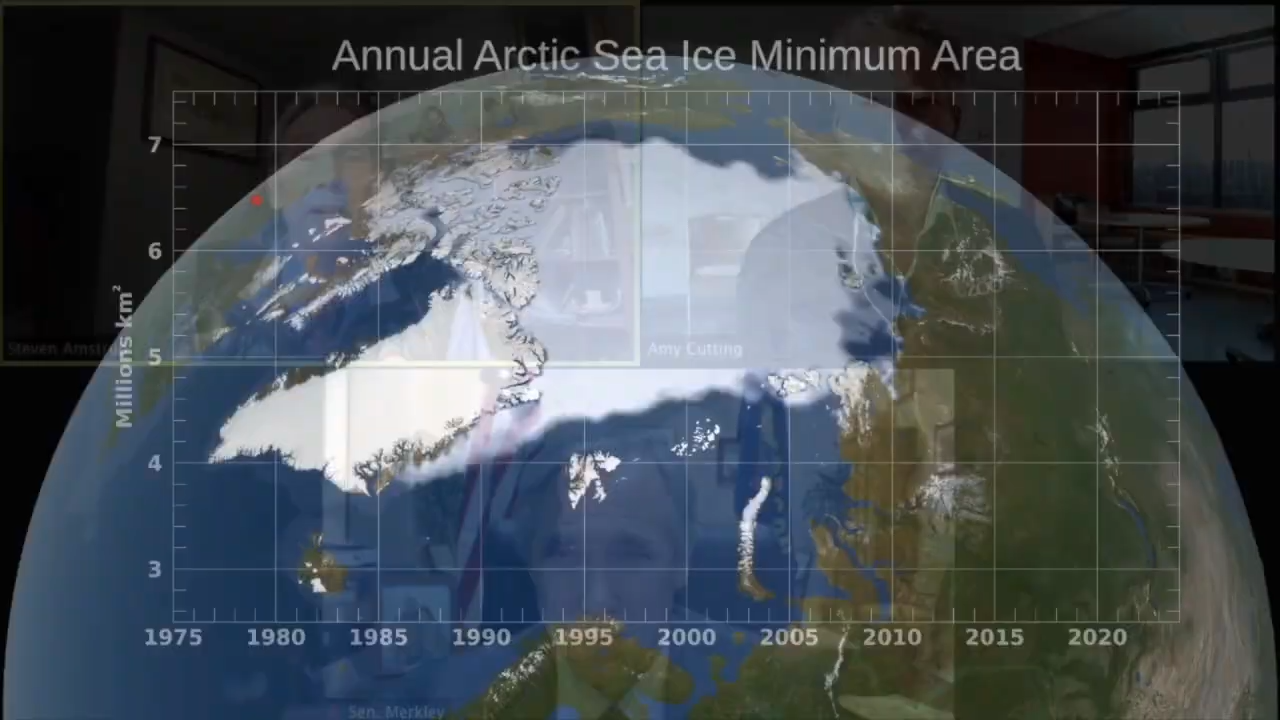 Annual Arctic Sea Ice Minimum Area
7
6
5
4
3
Millions km²
1975 1980 1985 1990 1995 2000 2005 2010 2015 2020
Steven
Amy Cutting
Sen. Merkley